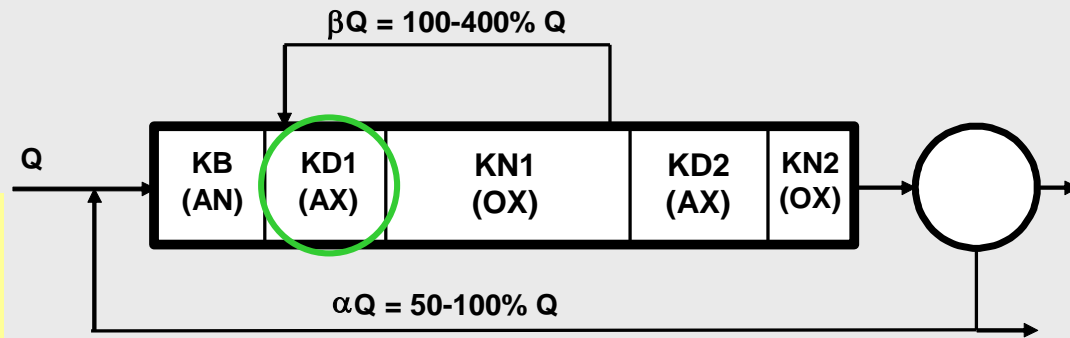 βQ = 100-400% Q
Q
KB
(AN)
KD1
(AX)
KN1
(OX)
KD2
(AX)
KN2
(OX)
αQ = 50-100% Q